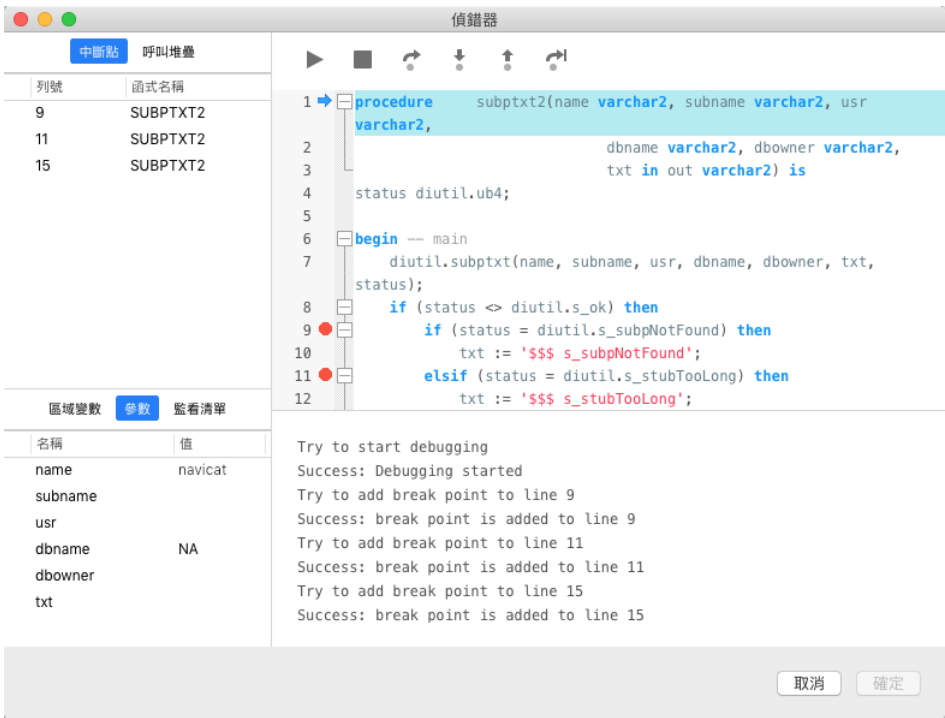 偵錯器
中斷點 呼叫堆疊
列號 函式名稱
9 SUBPTXT2
11 SUBPTXT2
15 SUBPTXT2
1 procedure subptxt2(name varchar2, subname varchar2, usr
varchar2,
2 dbname varchar2, dbowner varchar2,
3 txt in out varchar2) is
4 status diutil.ub4;
5
6 begin -- main
7 diutil.subptxt(name, subname, usr, dbname, dbowner, txt,
status);
8 if (status <> diutil.s_ok) then
9 if (status = diutil.s_subpNotFound) then
10 txt := '$$$ s_subpNotFound';
11 elsif (status = diutil.s_stubTooLong) then
12 txt := '$$$ s_stubTooLong';
區域變數 參數 監看清單
名稱 值
name navicat
subname
usr
dbname NA
dbowner
txt
Try to start debugging
Success: Debugging started
Try to add break point to line 9
Success: break point is added to line 9
Try to add break point to line 11
Success: break point is added to line 11
Try to add break point to line 15
Success: break point is added to line 15
取消 確定